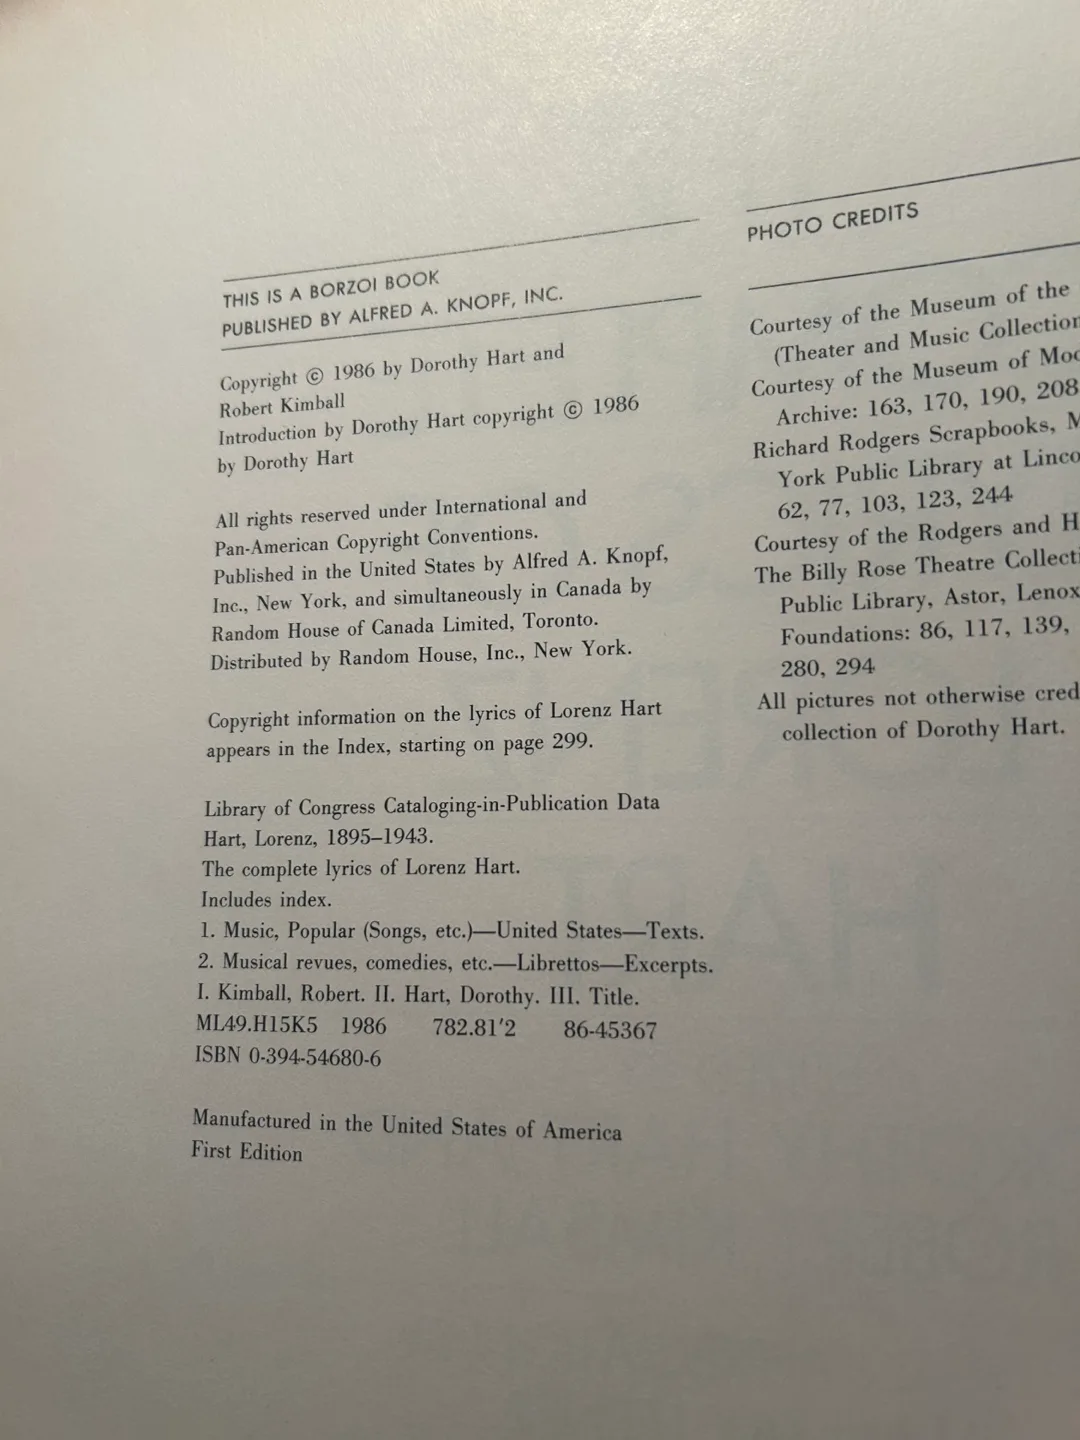 THIS IS A BORZOI BOOK
PUBLISHED BY ALFRED A. KNOPF, INC.
Copyright © 1986 by Dorothy Hart and
Robert Kimball
Introduction by Dorothy Hart copyright © 1986
by Dorothy Hart
All rights reserved under International and
Pan-American Copyright Conventions.
Published in the United States by Alfred A. Knopf,
Inc., New York, and simultaneously in Canada by
Random House of Canada Limited, Toronto.
Distributed by Random House, Inc., New York.
Copyright information on the lyrics of Lorenz Hart
appears in the Index, starting on page 299.
Library of Congress Cataloging-in-Publication Data
Hart, Lorenz, 1895–1943.
The complete lyrics of Lorenz Hart.
Includes index.
1. Music, Popular (Songs, etc.)—United States—Texts.
2. Musical revues, comedies, etc.—Librettos—Excerpts.
I. Kimball, Robert. II. Hart, Dorothy. III. Title.
ML49.H15K5 1986 782.81'2 86-45367
ISBN 0-394-54680-6
Manufactured in the United States of America
First Edition
PHOTO CREDITS
Courtesy of the Museum of the
(Theater and Music Collection
Courtesy of the Museum of Mo
Archive: 163, 170, 190, 208
Richard Rodgers Scrapbooks, M
York Public Library at Linco
62, 77, 103, 123, 244
Courtesy of the Rodgers and H
The Billy Rose Theatre Collecti
Public Library, Astor, Lenox
Foundations: 86, 117, 139,
280, 294
All pictures not otherwise cred
collection of Dorothy Hart.